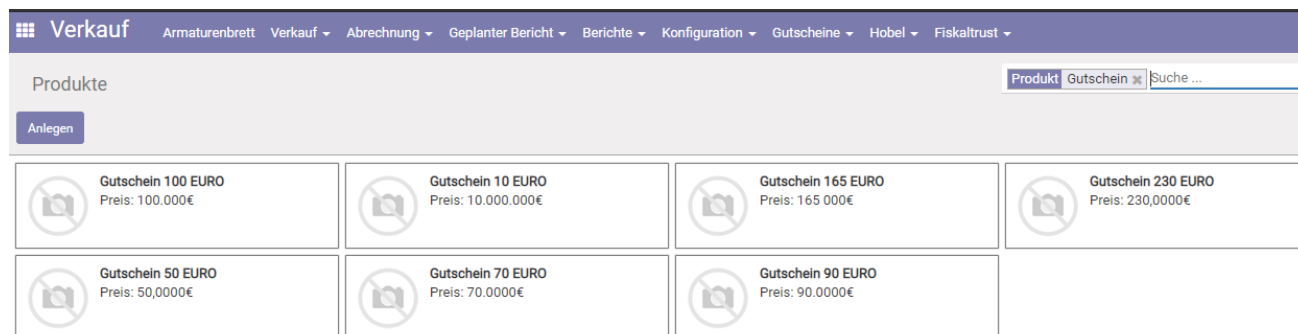 Verkauf Armaturenbrett Verkauf Abrechnung Geplanter Bericht Berichte Konfiguration Gutscheine Hobel Fiskaltrust
Produkte
Produkt Gutschein Suche ...
Anlegen
Gutschein 100 EURO
Preis: 100.000€
Gutschein 10 EURO
Preis: 10.000.000€
Gutschein 165 EURO
Preis: 165 000€
Gutschein 230 EURO
Preis: 230,0000€
Gutschein 50 EURO
Preis: 50,0000€
Gutschein 70 EURO
Preis: 70.0000€
Gutschein 90 EURO
Preis: 90.0000€